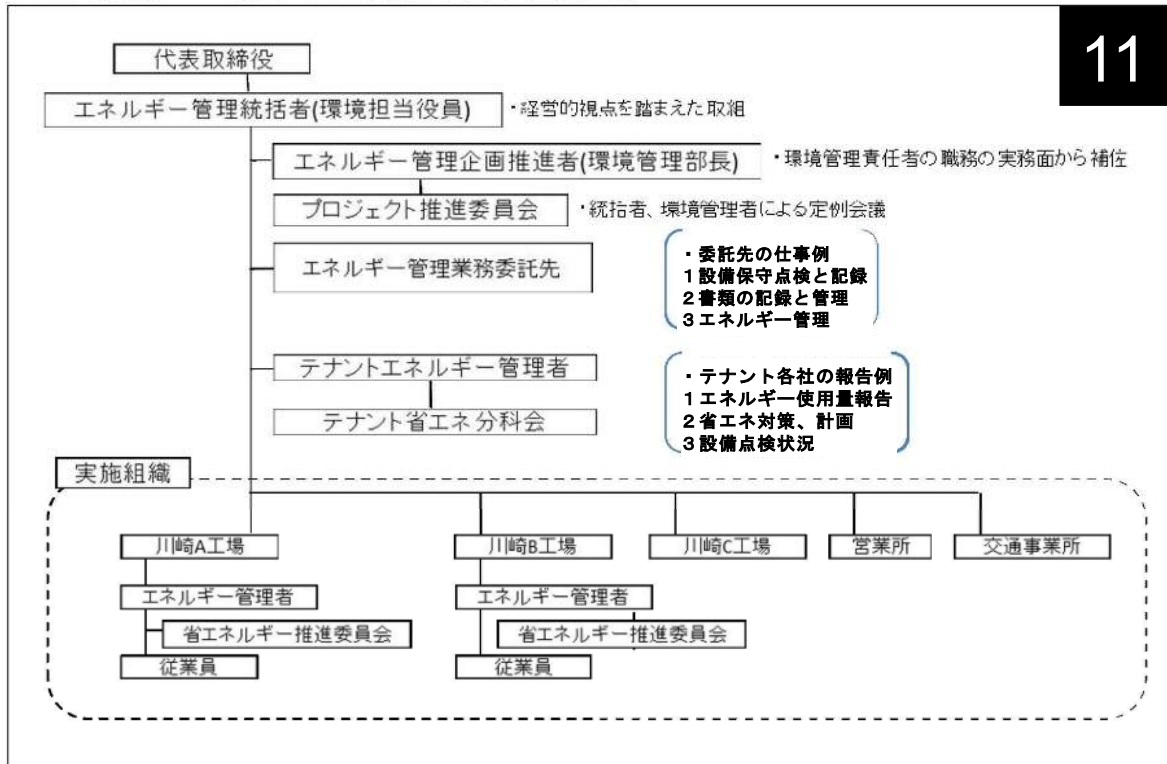 11
代表取締役
エネルギー管理統括者(環境担当役員)
・経営的視点を踏まえた取組
エネルギー管理企画推進者(環境管理部長)
・環境管理責任者の職務の実務面から補佐
プロジェクト推進委員会
・統括者、環境管理者による定例会議
エネルギー管理業務委託先
・委託先の仕事例
1設備保守点検と記録
2書類の記録と管理
3エネルギー管理
テナントエネルギー管理者
テナント省エネ分科会
・テナント各社の報告例
1エネルギー使用量報告
2省エネ対策、計画
3設備点検状況
実施組織
川崎A工場
川崎B工場
川崎C工場
営業所
交通事業所
エネルギー管理者
エネルギー管理者
省エネルギー推進委員会
省エネルギー推進委員会
従業員
従業員